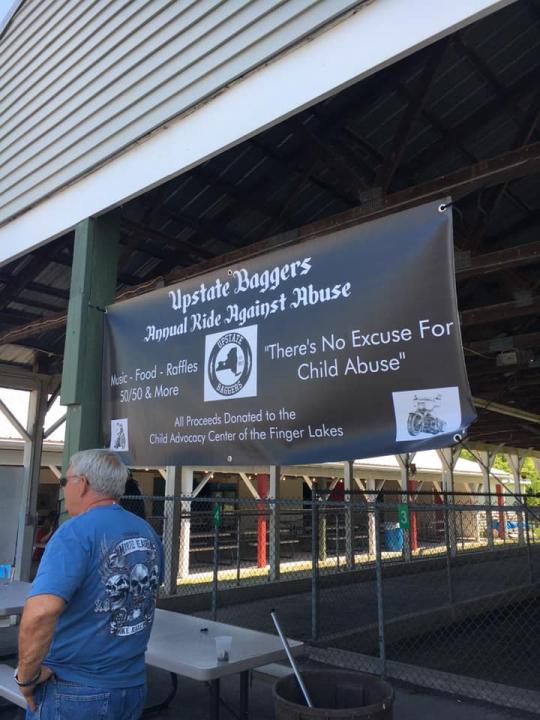 Upstate Baggers
Annual Ride Against Abuse
Music - Food - Raffles
50/50 & More
UPSTATE
BAGGERS
"There's No Excuse For
Child Abuse"
All Proceeds Donated to the
Child Advocacy Center of the Finger Lakes